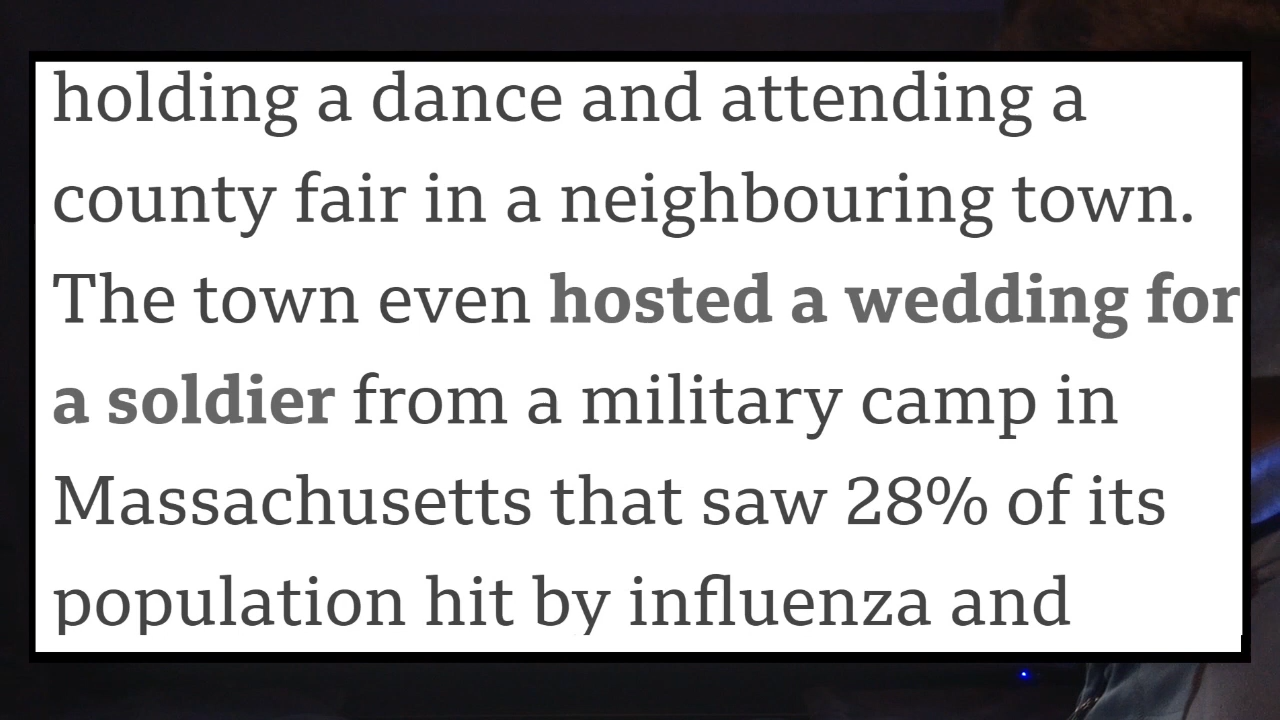 holding a dance and attending a
county fair in a neighbouring town.
The town even hosted a wedding for
a soldier from a military camp in
Massachusetts that saw 28% of its
population hit by influenza and